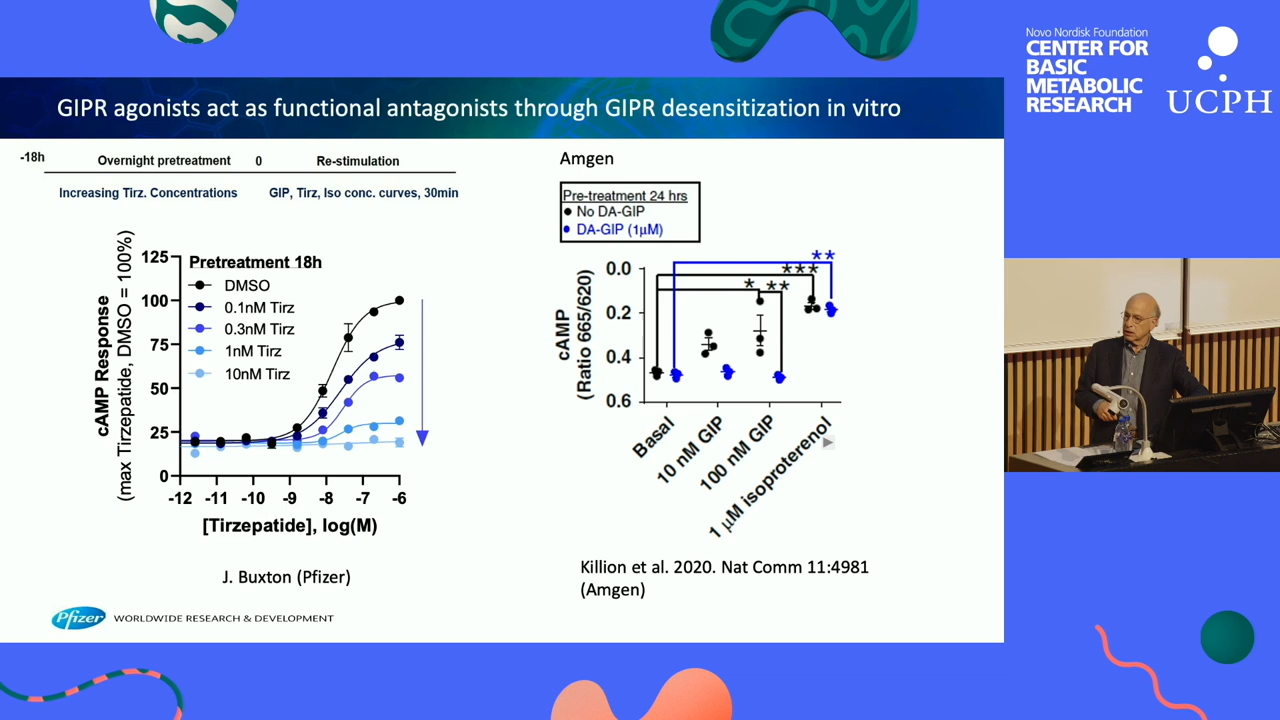 Novo Nordisk Foundation
CENTER FOR
BASIC
METABOLIC
RESEARCH
UCPH
GIPR agonists act as functional antagonists through GIPR desensitization in vitro
-18h
Overnight pretreatment
0
Re-stimulation
Increasing Tirz. Concentrations
GIP, Tirz, Iso conc. curves, 30min
cAMP Response
(max Tirzepatide, DMSO = 100%)
125
100
75
50
25
0
Pretreatment 18h
DMSO
0.1nM Tirz
0.3nM Tirz
1nM Tirz
10nM Tirz
-12 -11 -10 -9 -8 -7 -6
[Tirzepatide], log(M)
J. Buxton (Pfizer)
Pfizer
WORLDWIDE RESEARCH & DEVELOPMENT
Amgen
Pre-treatment 24 hrs
No DA-GIP
DA-GIP (1µM)
cAMP
(Ratio 665/620)
0.0
0.2
0.4
0.6
**
***
*
**
Basal
10 nM GIP
100 nM GIP
1 µM isoproterenol
Killion et al. 2020. Nat Comm 11:4981
(Amgen)